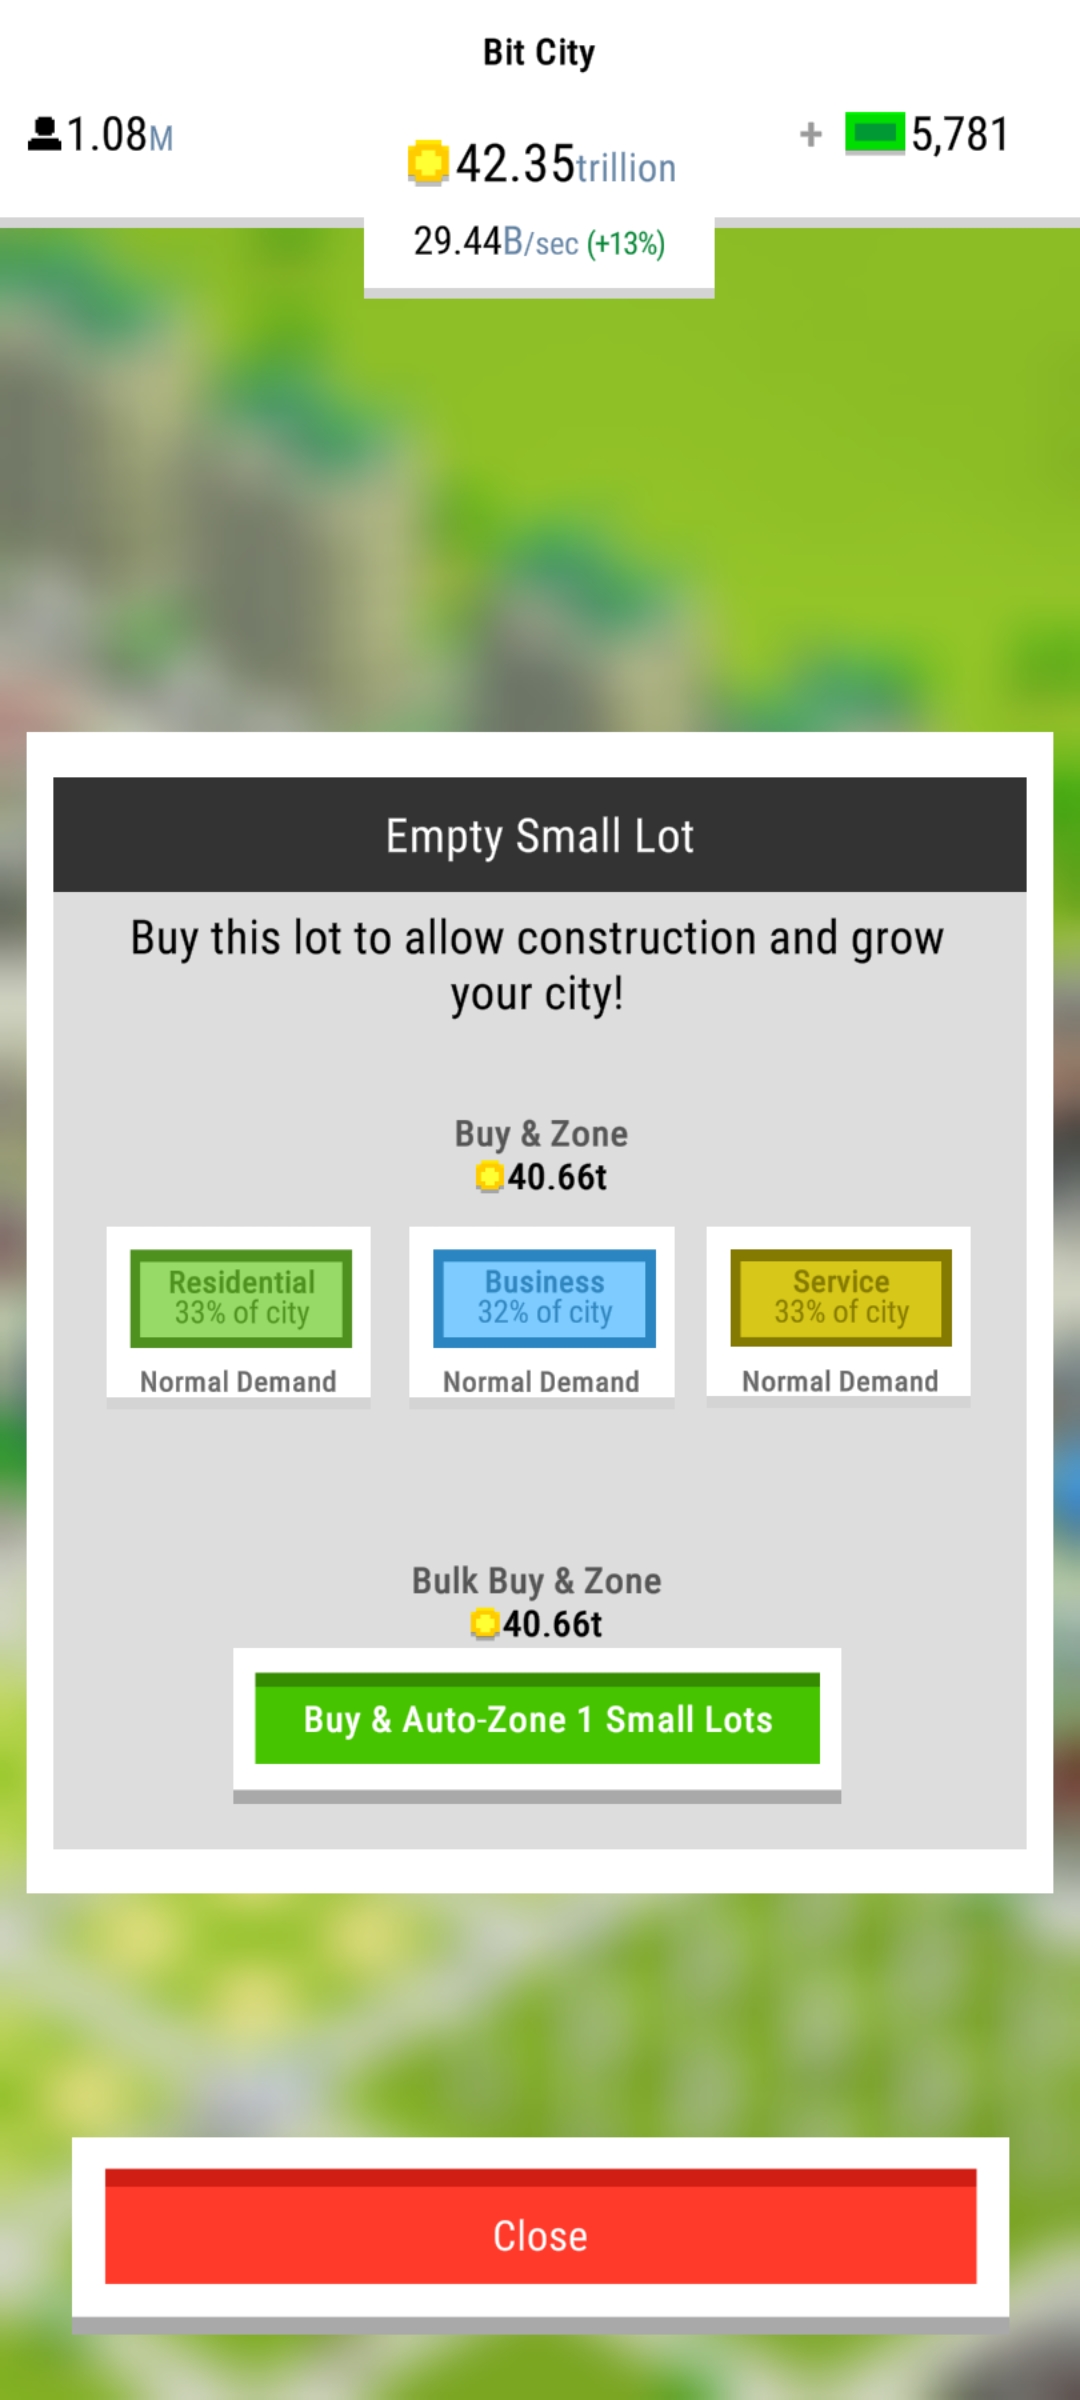 Bit City
1.08M
42.35trillion
+ 5,781
29.44B/sec (+13%)
Empty Small Lot
Buy this lot to allow construction and grow
your city!
Buy & Zone
40.66t
Residential
33% of city
Normal Demand
Business
32% of city
Normal Demand
Service
33% of city
Normal Demand
Bulk Buy & Zone
40.66t
Buy & Auto-Zone 1 Small Lots
Close